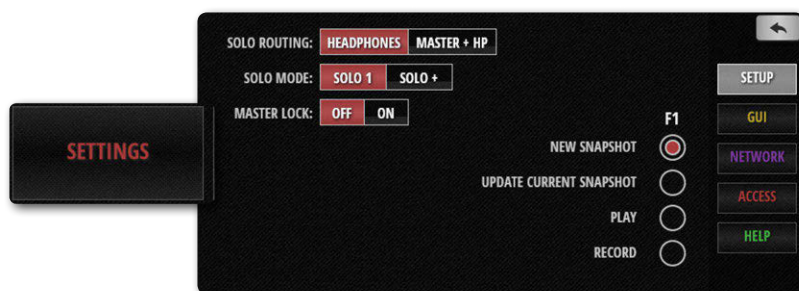 SETTINGS
SOLO ROUTING: HEADPHONES MASTER + HP
SOLO MODE: SOLO 1 SOLO +
MASTER LOCK: OFF ON
F1
NEW SNAPSHOT
UPDATE CURRENT SNAPSHOT
PLAY
RECORD
SETUP
GUI
NETWORK
ACCESS
HELP